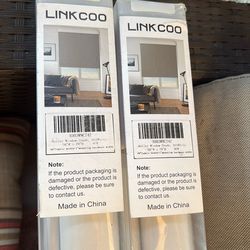 LINKCOO
Note:
If the product packaging is
damaged or the product is
defective, please be sure
to contact us.
Made in China
LINKCOO
Note:
If the product packaging is
damaged or the product is
defective, please be sure
to contact us.
Made in China